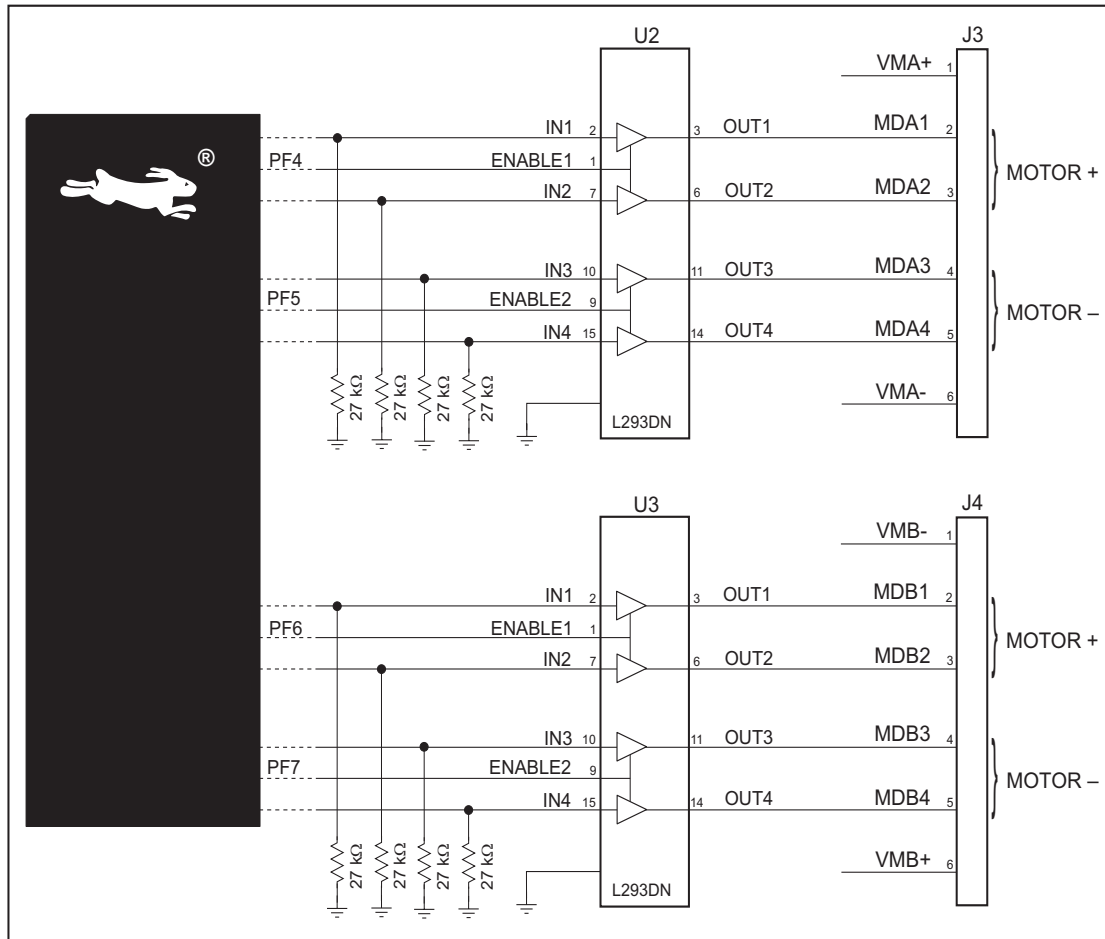 U2
J3
VMA+ 1
®
IN1 2 3 OUT1 MDA1 2
PF4 ENABLE1 1
MOTOR +
IN2 7 6 OUT2 MDA2 3
IN3 10 11 OUT3 MDA3 4
PF5 ENABLE2 9
MOTOR –
IN4 15 14 OUT4 MDA4 5
27 kΩ
27 kΩ
27 kΩ
27 kΩ
VMA- 6
L293DN
U3
J4
VMB- 1
IN1 2 3 OUT1 MDB1 2
PF6 ENABLE1 1
MOTOR +
IN2 7 6 OUT2 MDB2 3
IN3 10 11 OUT3 MDB3 4
PF7 ENABLE2 9
MOTOR –
IN4 15 14 OUT4 MDB4 5
27 kΩ
27 kΩ
27 kΩ
27 kΩ
VMB+ 6
L293DN